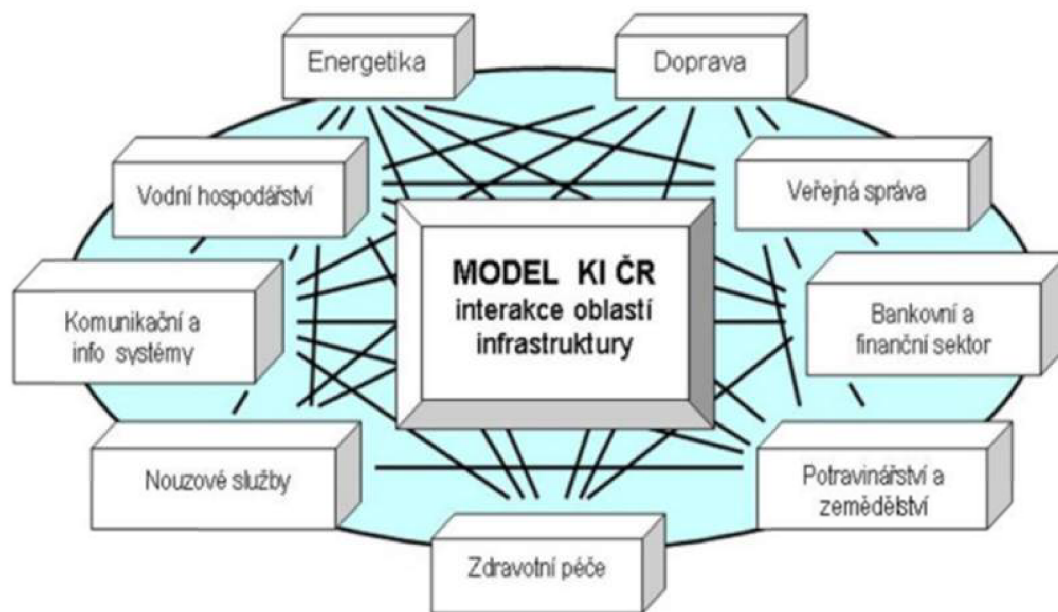 Energetika
Doprava
Vodní hospodářství
Veřejná správa
MODEL KI ČR
interakce oblastí
infrastruktury
Komunikační a
info systémy
Bankovní a
finanční sektor
Nouzové služby
Potravinářství a
zemědělství
Zdravotní péče